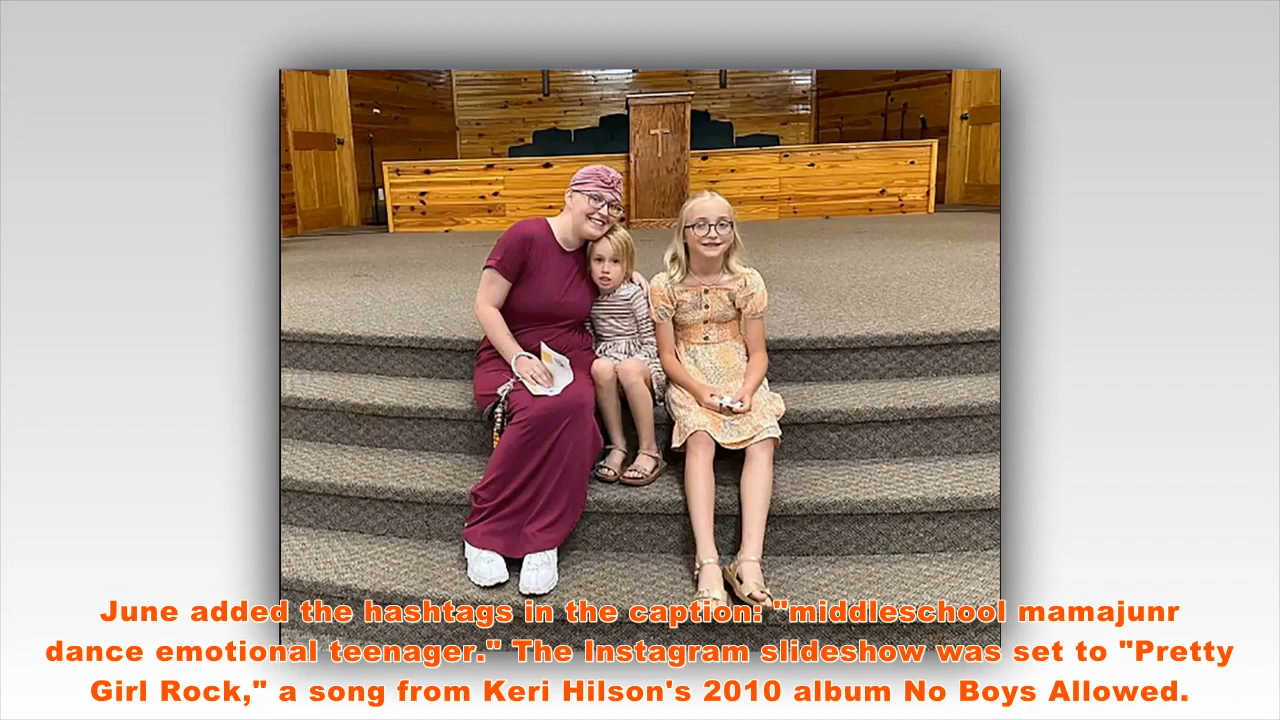 June added the hashtags in the caption: "middleschool mamajunr
dance emotional teenager." The Instagram slideshow was set to "Pretty
Girl Rock," a song from Keri Hilson's 2010 album No Boys Allowed.